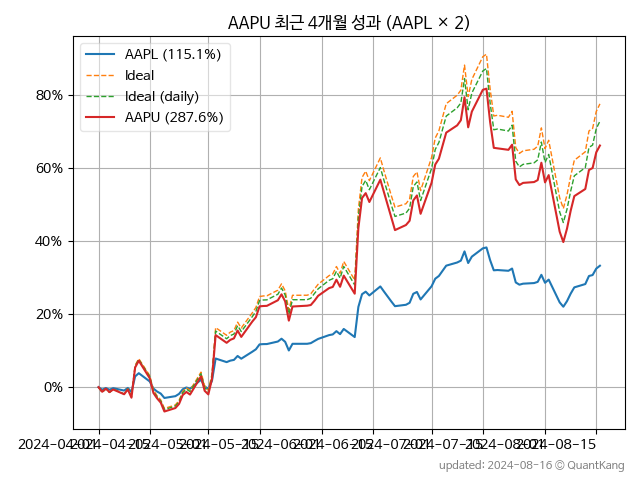 AAPU 최근 4개월 성과 (AAPL × 2)
AAPL (115.1%)
Ideal
Ideal (daily)
AAPU (287.6%)
80%
60%
40%
20%
0%
2024-04-01 2024-04-15 2024-05-01 2024-05-15 2024-06-01 2024-06-15 2024-07-01 2024-07-15 2024-08-01 2024-08-15
updated: 2024-08-16 © QuantKang